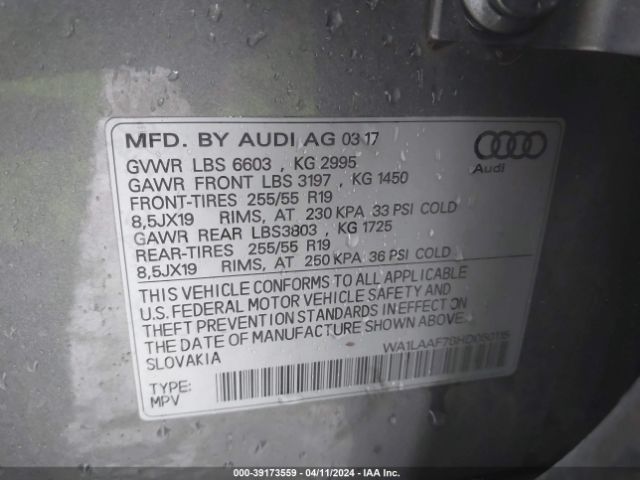 MFD. BY AUDI AG 03 17
GVWR LBS 6603 , KG 2995
GAWR FRONT LBS 3197 , KG 1450
FRONT-TIRES 255/55 R19
8,5JX19 RIMS, AT 230 KPA 33 PSI COLD
GAWR REAR LBS3803 , KG 1725
REAR-TIRES 255/55 R19
8,5JX19 RIMS, AT 250 KPA 36 PSI COLD
Audi
THIS VEHICLE CONFORMS TO ALL APPLICABLE
U.S. FEDERAL MOTOR VEHICLE SAFETY AND
THEFT PREVENTION STANDARDS IN EFFECT ON
THE DATE OF MANUFACTURE SHOWN ABOVE.
SLOVAKIA
TYPE:
MPV
000-39173559 - 04/11/2024 - IAA Inc.